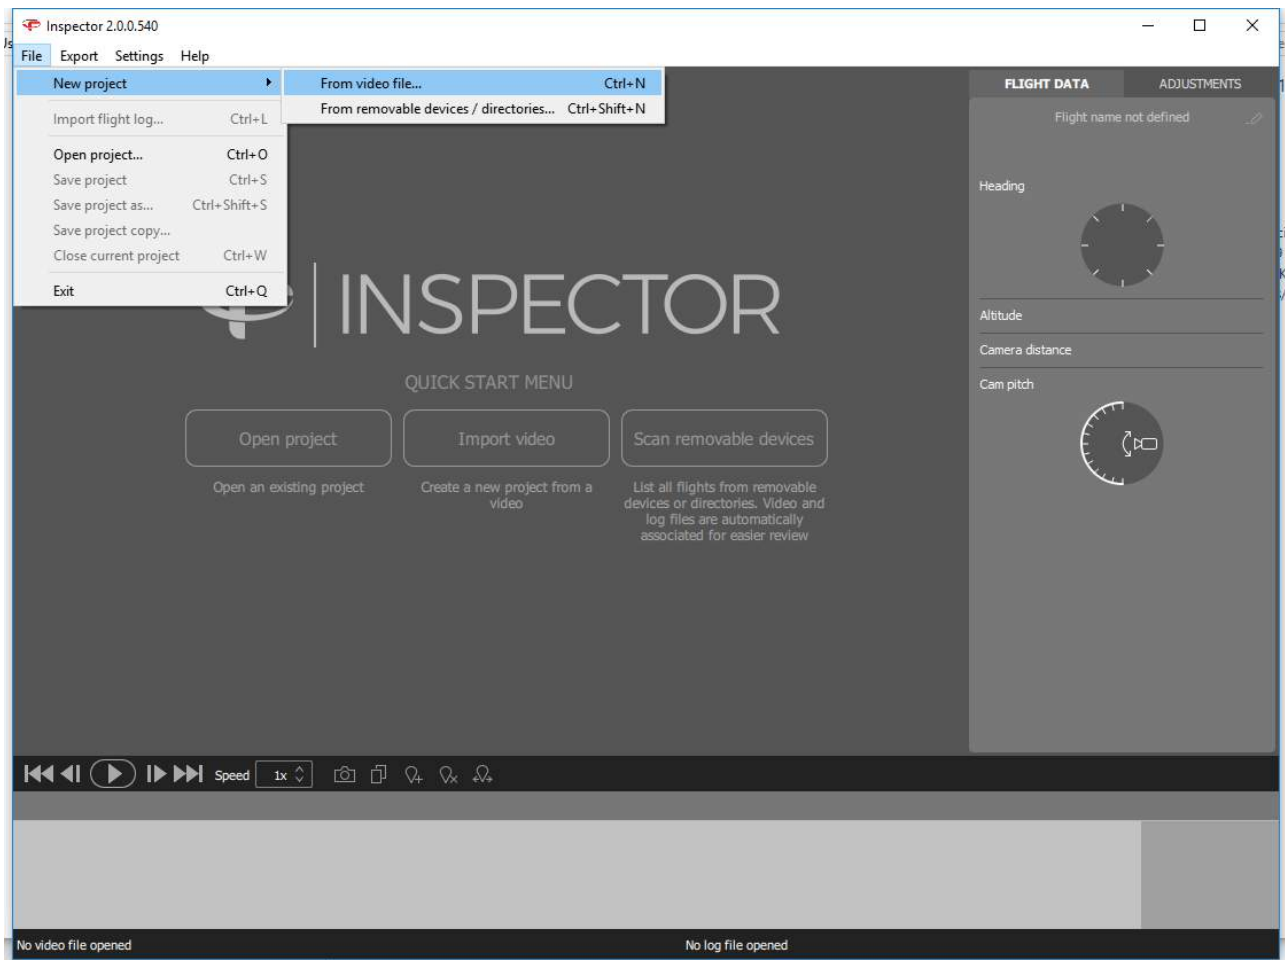 Inspector 2.0.0.540
File Export Settings Help
New project
From video file... Ctrl+N
From removable devices / directories... Ctrl+Shift+N
Import flight log... Ctrl+L
Open project... Ctrl+O
Save project Ctrl+S
Save project as... Ctrl+Shift+S
Save project copy...
Close current project Ctrl+W
Exit Ctrl+Q
INSPECTOR
QUICK START MENU
Open project Import video Scan removable devices
Open an existing project
Create a new project from a
video
List all flights from removable
devices or directories. Video and
log files are automatically
associated for easier review
FLIGHT DATA ADJUSTMENTS
Flight name not defined
Heading
Altitude
Camera distance
Cam pitch
Speed 1x
No video file opened No log file opened